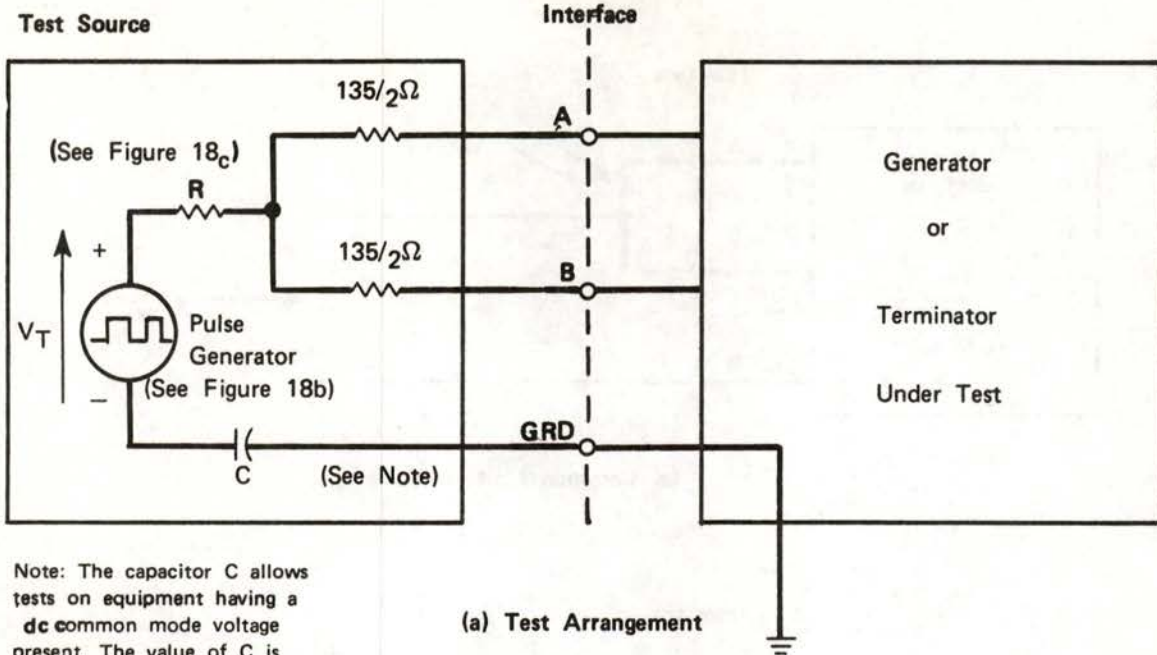 Test Source
Interface
135/2Ω
A
(See Figure 18c)
R
Generator
or
135/2Ω
B
+
VT
Pulse
Generator
Terminator
(See Figure 18b)
Under Test
−
GRD
C
(See Note)
Note: The capacitor C allows
tests on equipment having a
dc common mode voltage
(a) Test Arrangement
present. The value of C is